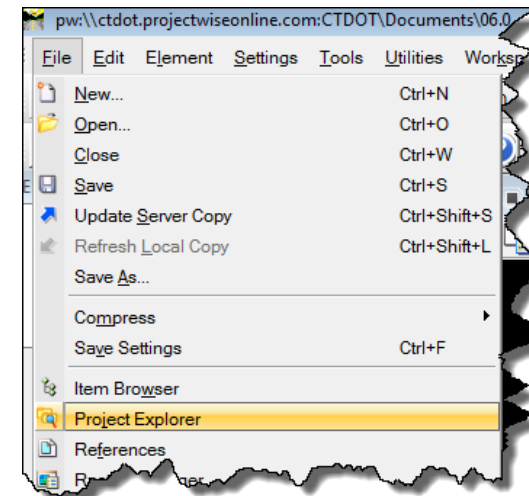 pw:\\ctdot.projectwiseonline.com:CTDOT\Documents\06.0
File Edit Element Settings Tools Utilities Worksp
New... Ctrl+N
Open... Ctrl+O
Close Ctrl+W
Save Ctrl+S
Update Server Copy Ctrl+Shift+S
Refresh Local Copy Ctrl+Shift+L
Save As...
Compress
Save Settings Ctrl+F
Item Browser
Project Explorer
References